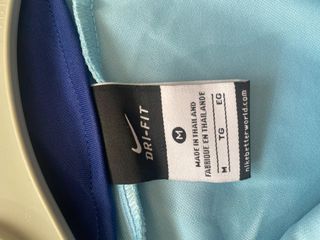 DRI-FIT
M
MADE IN THAILAND
FABRIQUE EN THAILANDE
M TG EG
nikebetterworld.com